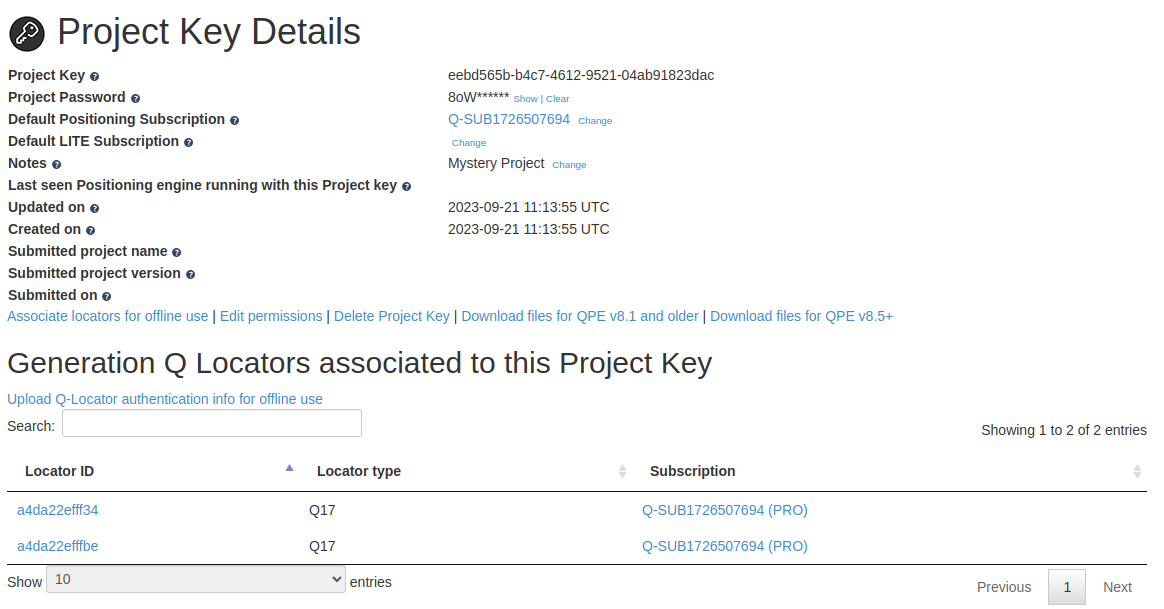 Project Key Details
Project Key eebd565b-b4c7-4612-9521-04ab91823dac
Project Password 8oW****** Show | Clear
Default Positioning Subscription Q-SUB1726507694 Change
Default LITE Subscription Change
Notes Mystery Project Change
Last seen Positioning engine running with this Project key
Updated on 2023-09-21 11:13:55 UTC
Created on 2023-09-21 11:13:55 UTC
Submitted project name
Submitted project version
Submitted on
Associate locators for offline use | Edit permissions | Delete Project Key | Download files for QPE v8.1 and older | Download files for QPE v8.5+
Generation Q Locators associated to this Project Key
Upload Q-Locator authentication info for offline use
Search: Showing 1 to 2 of 2 entries
Locator ID Locator type Subscription
a4da22efff34 Q17 Q-SUB1726507694 (PRO)
a4da22efffbe Q17 Q-SUB1726507694 (PRO)
Show 10 entries Previous 1 Next